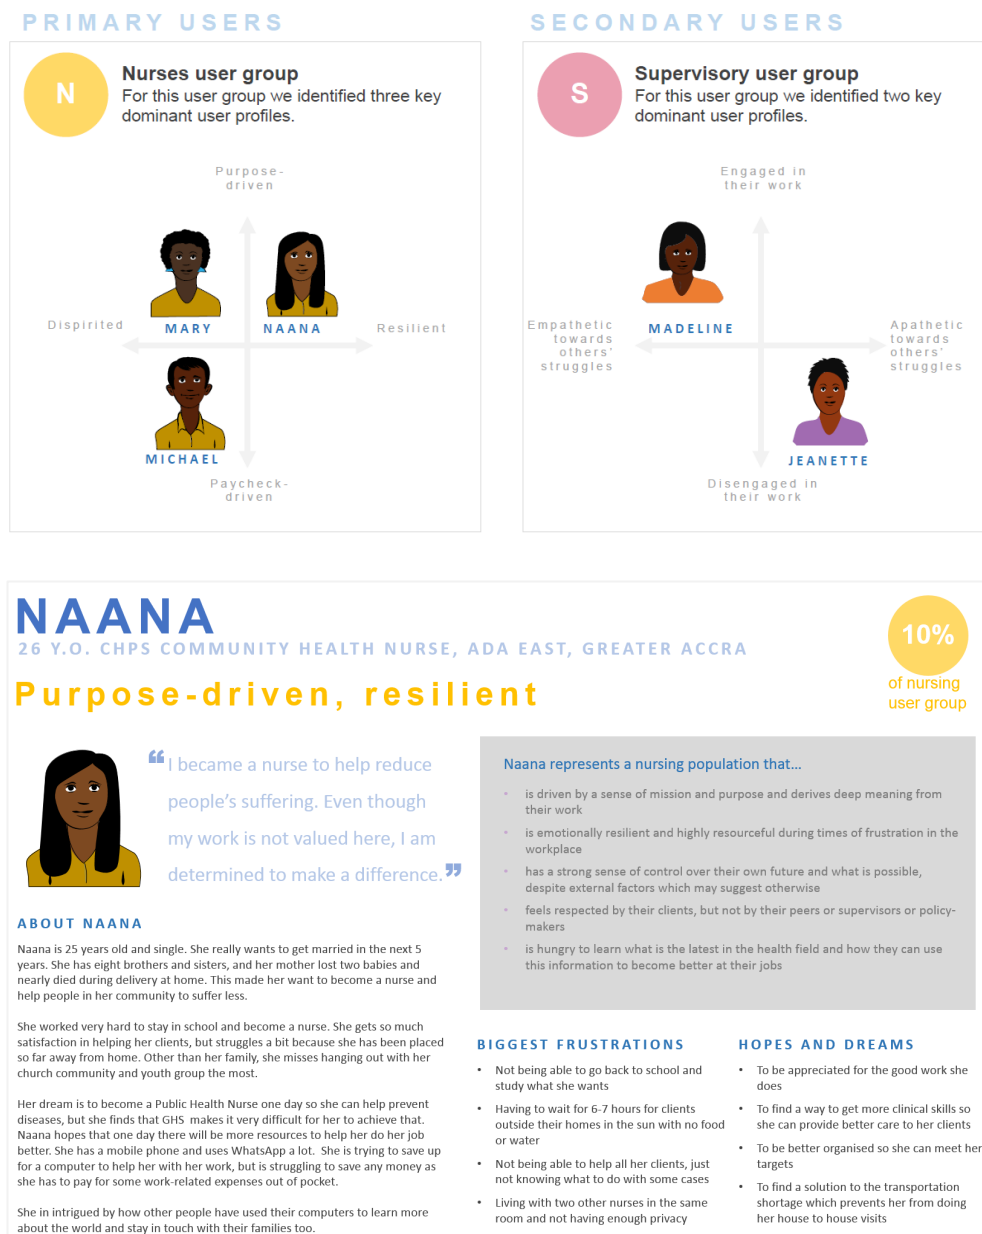 PRIMARY USERS
N
Nurses user group
For this user group we identified three key
dominant user profiles.
Purpose-
driven
Dispirited
MARY
NAANA
Resilient
MICHAEL
Paycheck-
driven
SECONDARY USERS
S
Supervisory user group
For this user group we identified two key
dominant user profiles.
Engaged in
their work
Empathetic
towards
others'
struggles
MADELINE
Apathetic
towards
others'
struggles
JEANETTE
Disengaged in
their work
NAANA
26 Y.O. CHPS COMMUNITY HEALTH NURSE, ADA EAST, GREATER ACCRA
Purpose-driven, resilient
10%
of nursing
user group
“I became a nurse to help reduce
people's suffering. Even though
my work is not valued here, I am
determined to make a difference.”
Naana represents a nursing population that...
• is driven by a sense of mission and purpose and derives deep meaning from
their work
• is emotionally resilient and highly resourceful during times of frustration in the
workplace
• has a strong sense of control over their own future and what is possible,
despite external factors which may suggest otherwise
• feels respected by their clients, but not by their peers or supervisors or policy-
makers
• is hungry to learn what is the latest in the health field and how they can use
this information to become better at their jobs
ABOUT NAANA
Naana is 25 years old and single. She really wants to get married in the next 5
years. She has eight brothers and sisters, and her mother lost two babies and
nearly died during delivery at home. This made her want to become a nurse and
help people in her community to suffer less.
She worked very hard to stay in school and become a nurse. She gets so much
satisfaction in helping her clients, but struggles a bit because she has been placed
so far away from home. Other than her family, she misses hanging out with her
church community and youth group the most.
Her dream is to become a Public Health Nurse one day so she can help prevent
diseases, but she finds that GHS makes it very difficult for her to achieve that.
Naana hopes that one day there will be more resources to help her do her job
better. She has a mobile phone and uses WhatsApp a lot. She is trying to save up
for a computer to help her with her work, but is struggling to save any money as
she has to pay for some work-related expenses out of pocket.
She in intrigued by how other people have used their computers to learn more
about the world and stay in touch with their families too.
BIGGEST FRUSTRATIONS
• Not being able to go back to school and
study what she wants
• Having to wait for 6-7 hours for clients
outside their homes in the sun with no food
or water
• Not being able to help all her clients, just
not knowing what to do with some cases
• Living with two other nurses in the same
room and not having enough privacy
HOPES AND DREAMS
• To be appreciated for the good work she
does
• To find a way to get more clinical skills so
she can provide better care to her clients
• To be better organised so she can meet her
targets
• To find a solution to the transportation
shortage which prevents her from doing
her house to house visits